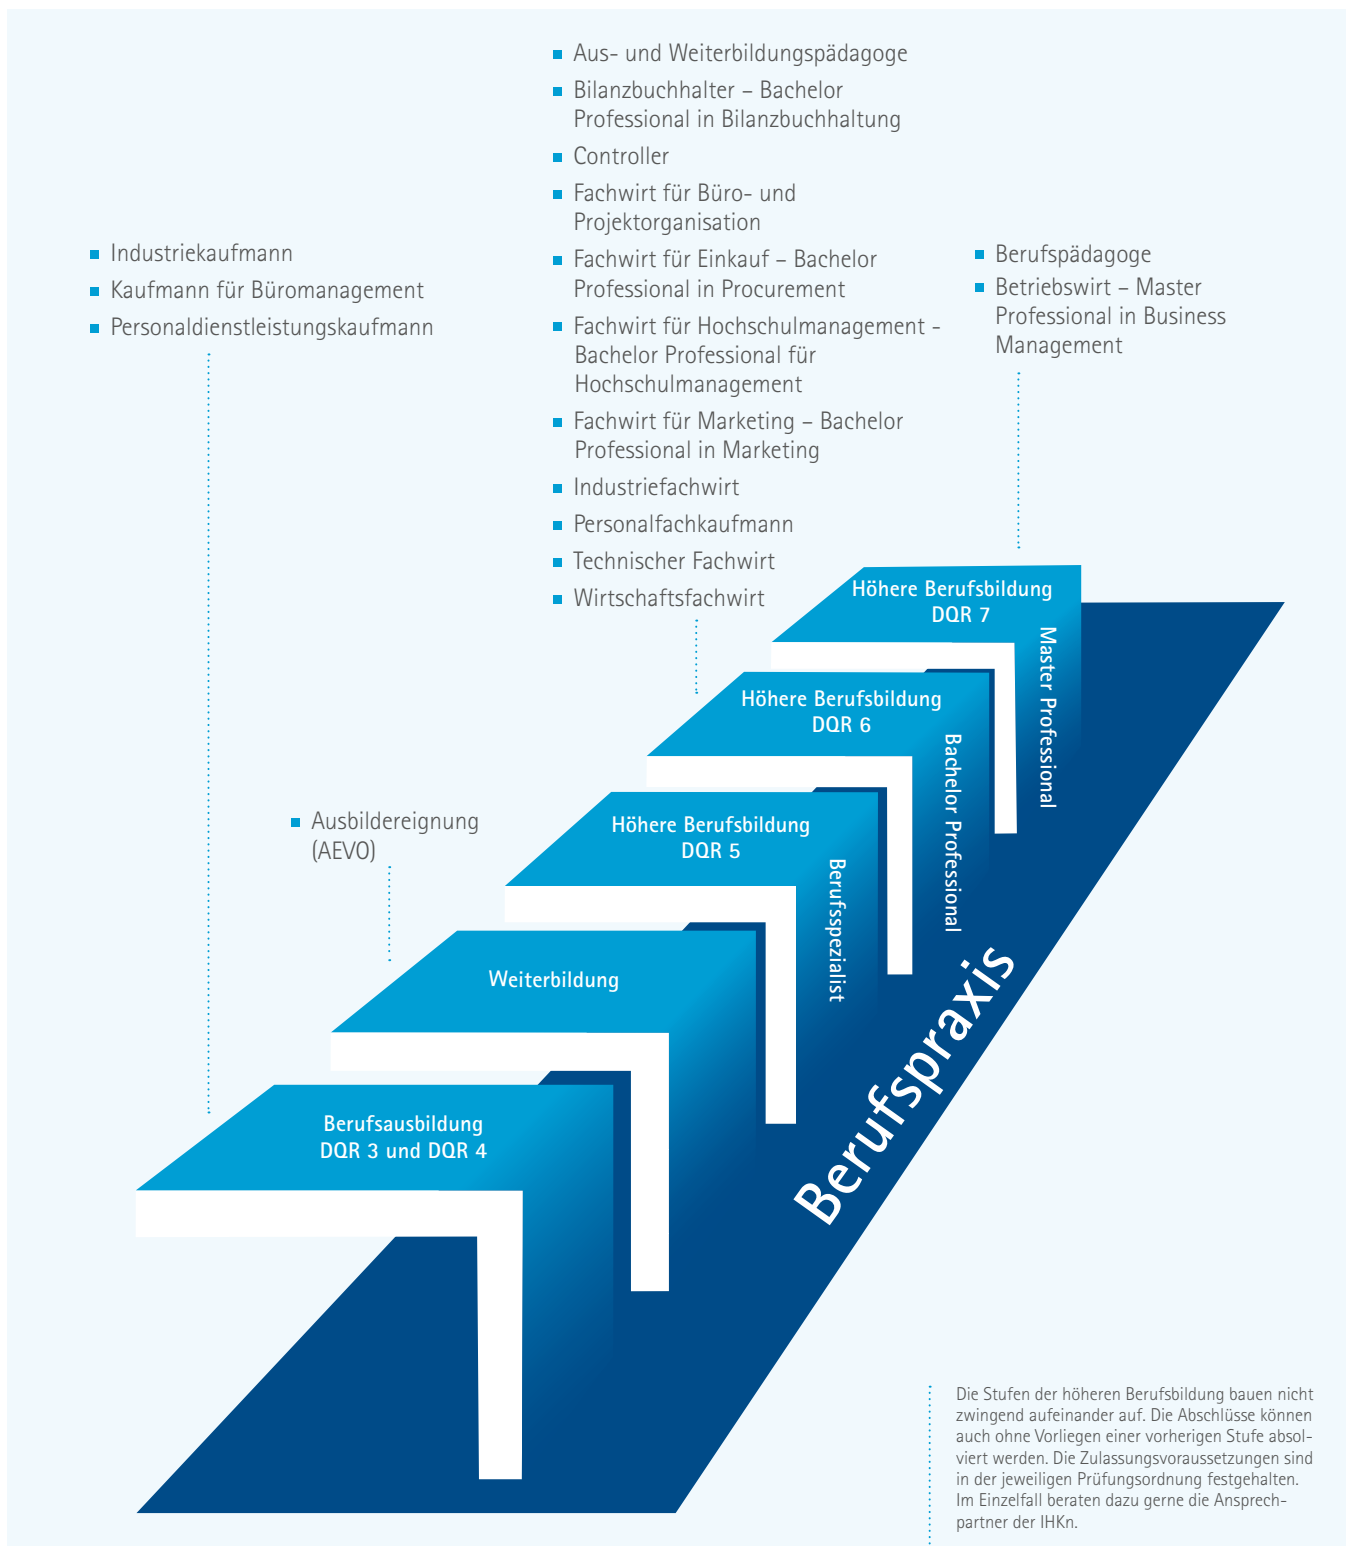 Aus- und Weiterbildungspädagoge
Bilanzbuchhalter – Bachelor
Professional in Bilanzbuchhaltung
Controller
Fachwirt für Büro- und
Projektorganisation
Fachwirt für Einkauf – Bachelor
Professional in Procurement
Fachwirt für Hochschulmanagement -
Bachelor Professional für
Hochschulmanagement
Fachwirt für Marketing – Bachelor
Professional in Marketing
Industriefachwirt
Personalfachkaufmann
Technischer Fachwirt
Wirtschaftsfachwirt
Industriekaufmann
Kaufmann für Büromanagement
Personaldienstleistungskaufmann
Berufspädagoge
Betriebswirt – Master
Professional in Business
Management
Höhere Berufsbildung
DQR 7
Master Professional
Höhere Berufsbildung
DQR 6
Bachelor Professional
Ausbildereignung
(AEVO)
Höhere Berufsbildung
DQR 5
Berufsspezialist
Weiterbildung
Berufsausbildung
DQR 3 und DQR 4
Berufspraxis
Die Stufen der höheren Berufsbildung bauen nicht
zwingend aufeinander auf. Die Abschlüsse können
auch ohne Vorliegen einer vorherigen Stufe absol-
viert werden. Die Zulassungsvoraussetzungen sind
in der jeweiligen Prüfungsordnung festgehalten.
Im Einzelfall beraten dazu gerne die Ansprech-
partner der IHKn.